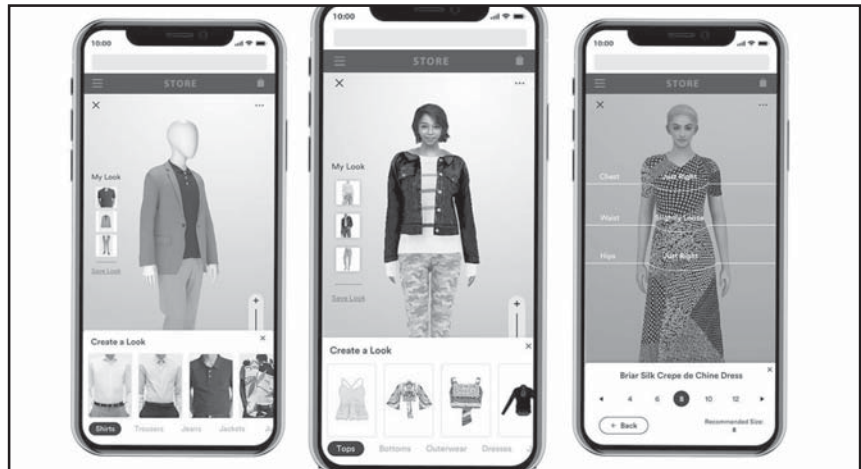 10:00
STORE
My Look
Save Look
Create a Look
Shirts Trousers Jeans Jackets
10:00
STORE
My Look
Save Look
Create a Look
Tops Bottoms Outerwear Dresses
10:00
STORE
Chest Just Right
Waist Slightly Loose
Hips Just Right
Briar Silk Crepe de Chine Dress
4 6 8 10 12
Back
Recommended Size:
8